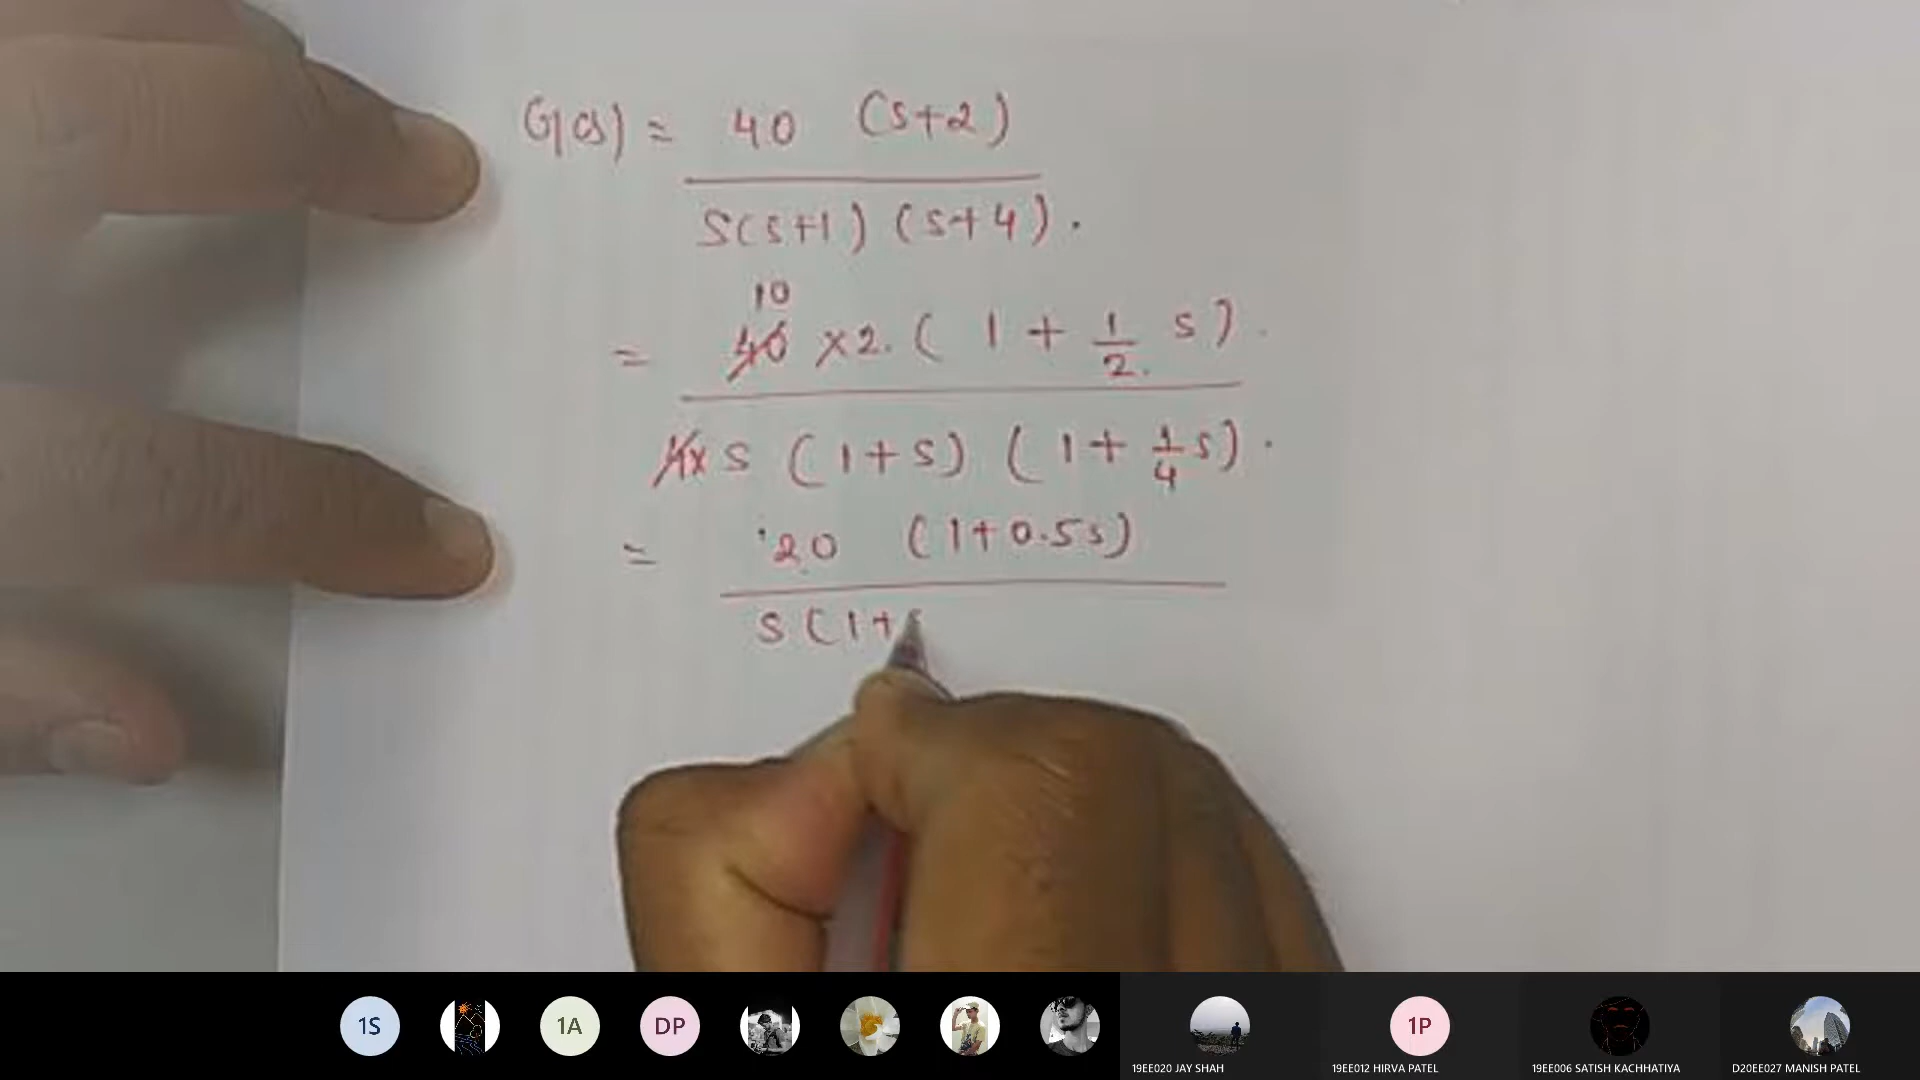 G(s) = 40 (s+2)
s(s+1) (s+4).
10
= 40 x2. ( 1 + 1/2. s).
4x s (1+s) (1 + 1/4 s).
= 20 (1+0.5s)
s(1+s
1S 1A DP 1P
19EE020 JAY SHAH 19EE012 HIRVA PATEL 19EE006 SATISH KACHHATIYA D20EE027 MANISH PATEL